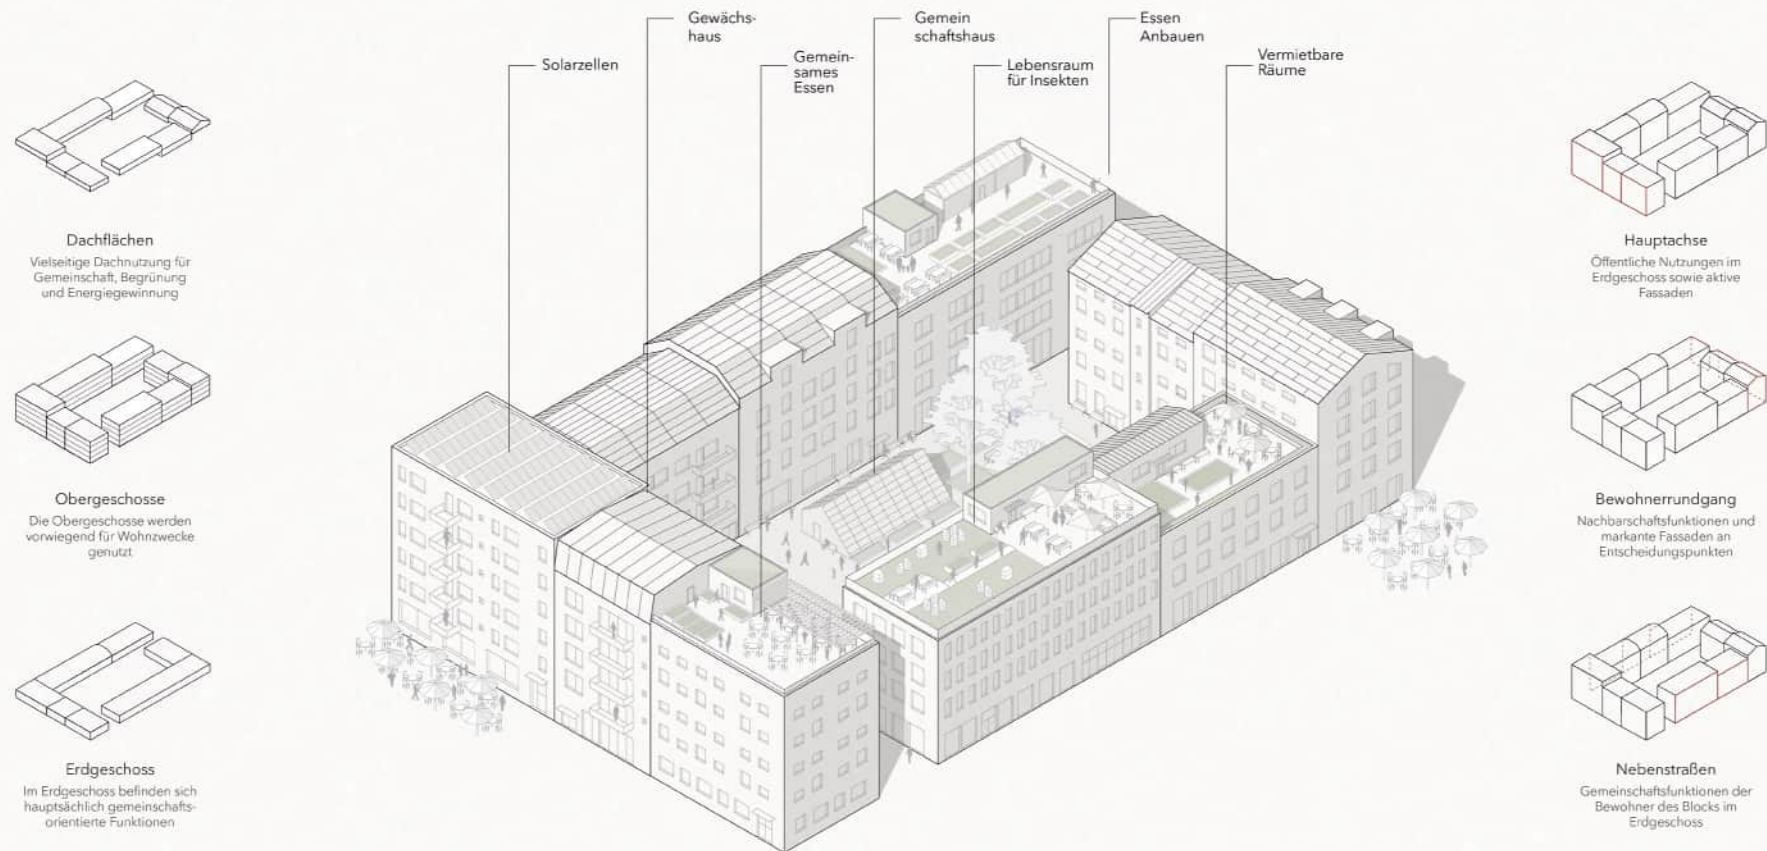 Gewächs-
haus
Gemein
schaftshaus
Essen
Anbauen
Solarzellen
Gemein-
sames
Essen
Lebensraum
für Insekten
Vermietbare
Räume
Dachflächen
Vielseitige Dachnutzung für
Gemeinschaft, Begrünung
und Energiegewinnung
Obergeschosse
Die Obergeschosse werden
vorwiegend für Wohnzwecke
genutzt
Erdgeschoss
Im Erdgeschoss befinden sich
hauptsächlich gemeinschafts-
orientierte Funktionen
Hauptachse
Öffentliche Nutzungen im
Erdgeschoss sowie aktive
Fassaden
Bewohnerrundgang
Nachbarschaftsfunktionen und
markante Fassaden an
Entscheidungspunkten
Nebenstraßen
Gemeinschaftsfunktionen der
Bewohner des Blocks im
Erdgeschoss